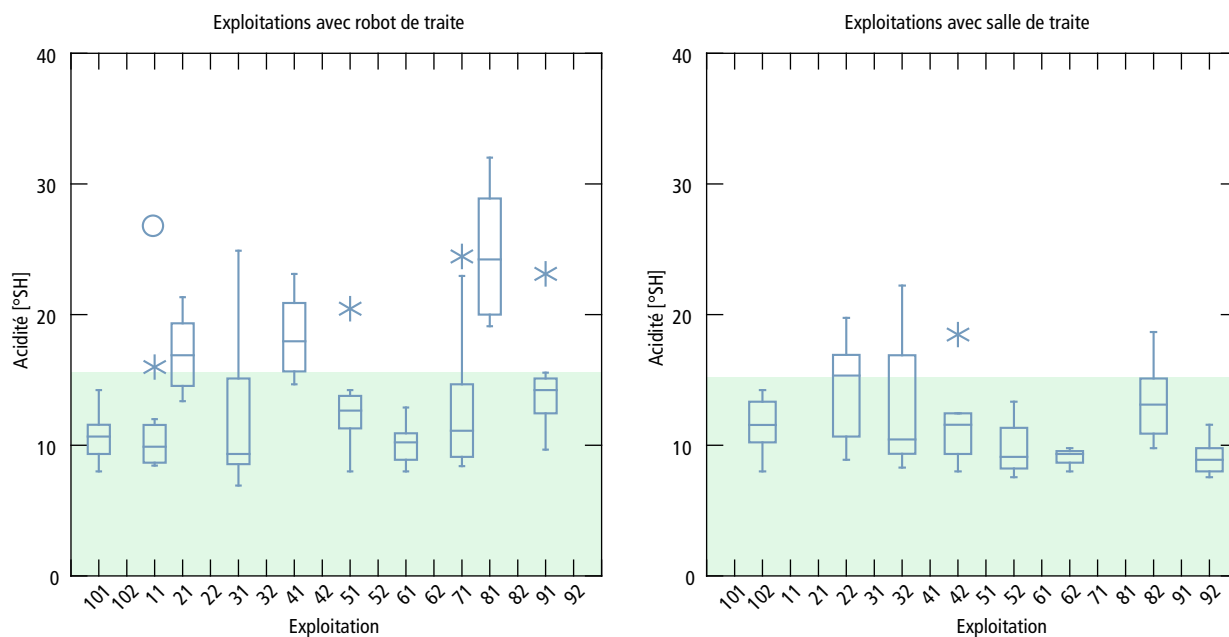 Exploitations avec robot de traite
40
30
20
10
0
Acidité [°SH]
101 102 11 21 22 31 32 41 42 51 52 61 62 71 81 82 91 92
Exploitation
Exploitations avec salle de traite
40
30
20
10
0
Acidité [°SH]
101 102 11 21 22 31 32 41 42 51 52 61 62 71 81 82 91 92
Exploitation